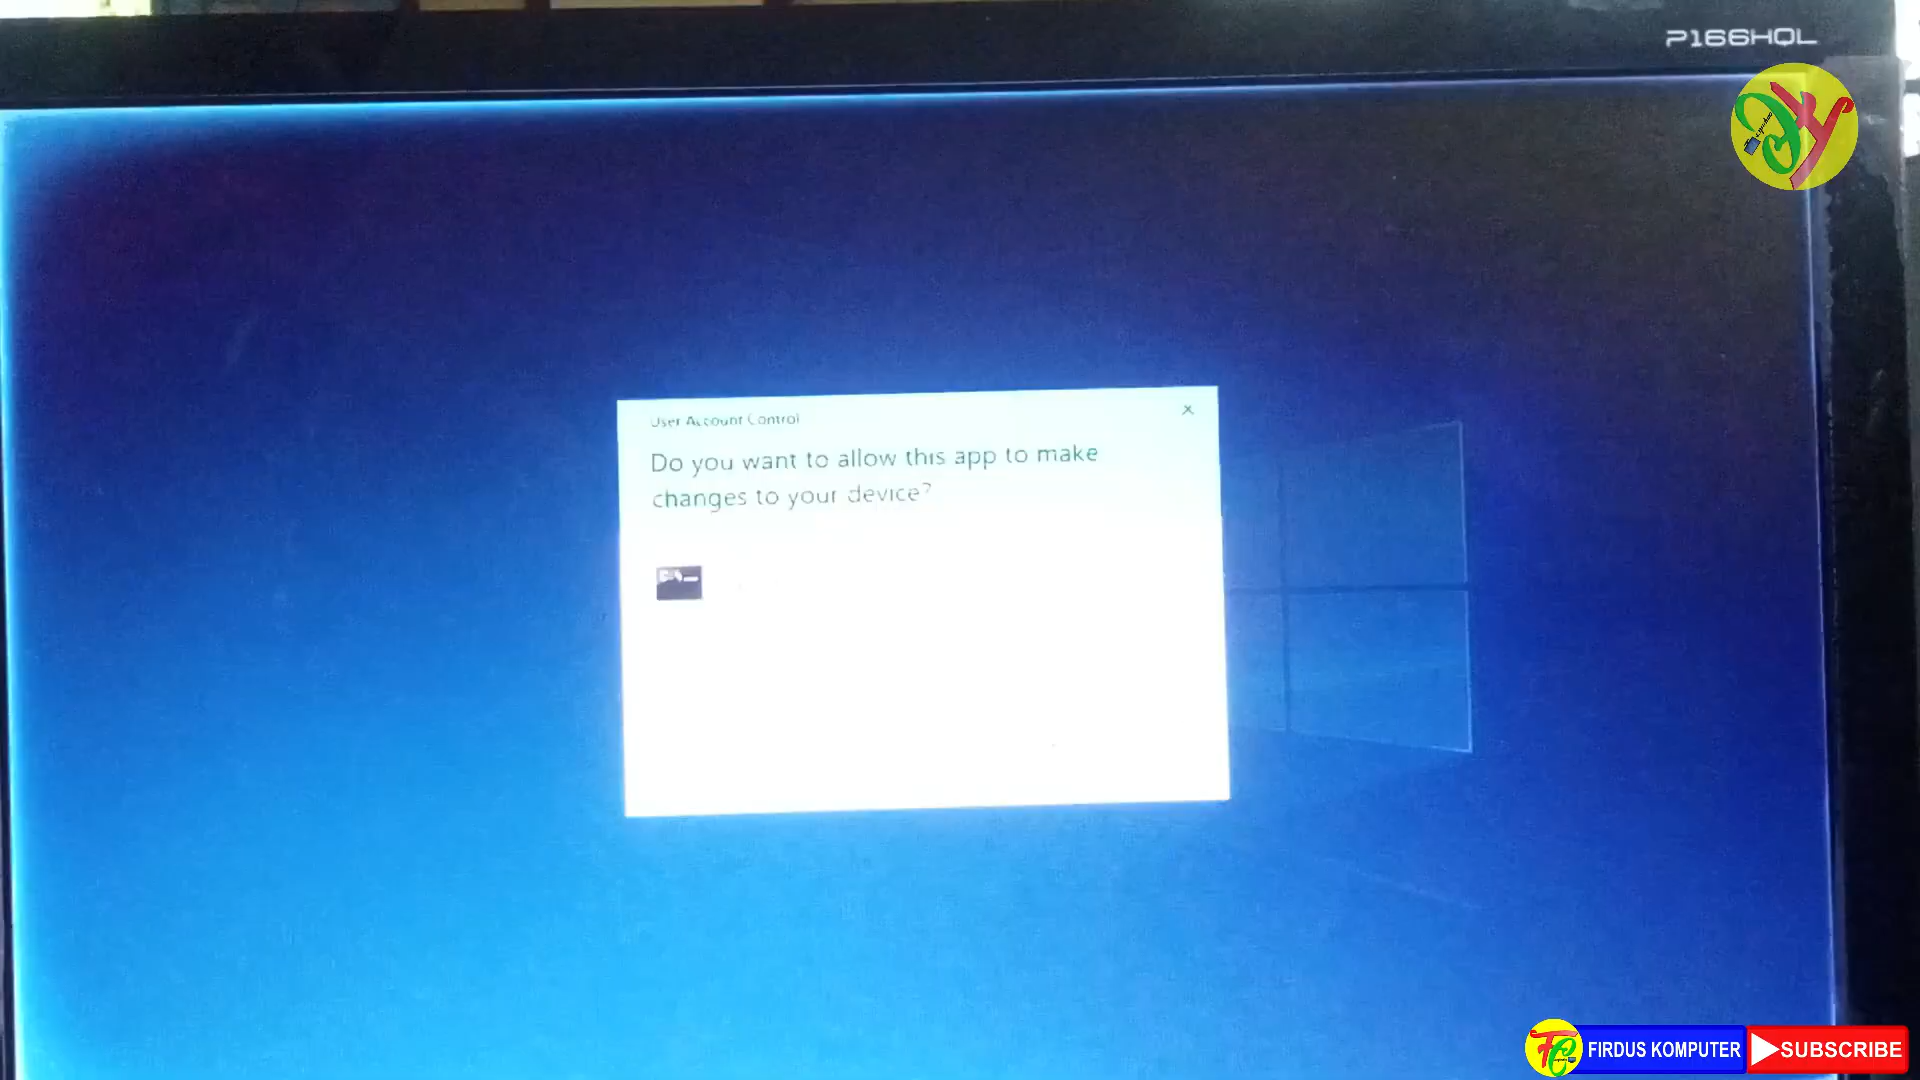 P166HQL
User Account Control
Do you want to allow this app to make
changes to your device?
FIRDUS KOMPUTER
SUBSCRIBE